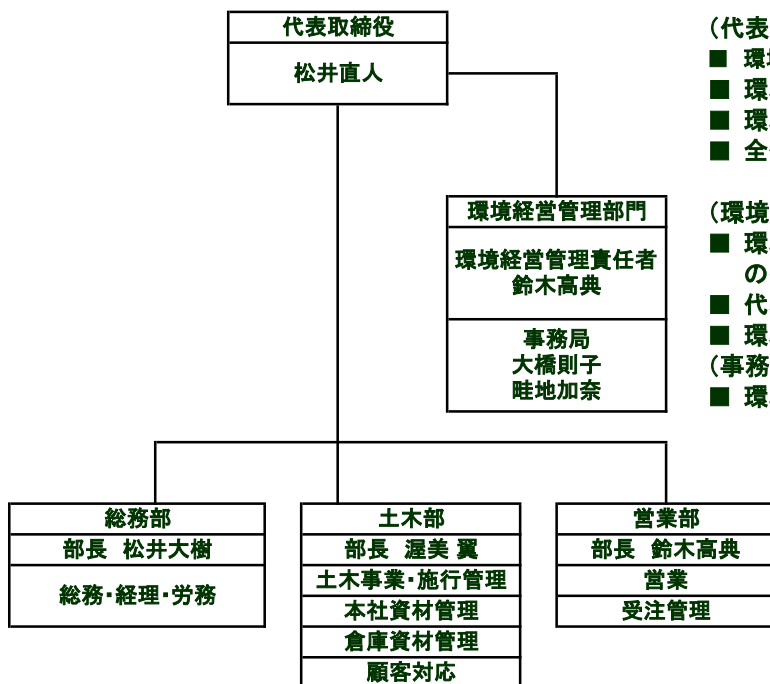 代表取締役
松井直人
(代表
■ 環境
■ 環
■ 環
■ 全
環境経営管理部門
環境経営管理責任者
鈴木高典
事務局
大橋則子
畦地加奈
(環境
■ 環
の
■ 代
■ 環
(事務
■ 環
総務部
部長 松井大樹
総務・経理・労務
土木部
部長 渥美 翼
土木事業・施行管理
本社資材管理
倉庫資材管理
顧客対応
営業部
部長 鈴木高典
営業
受注管理